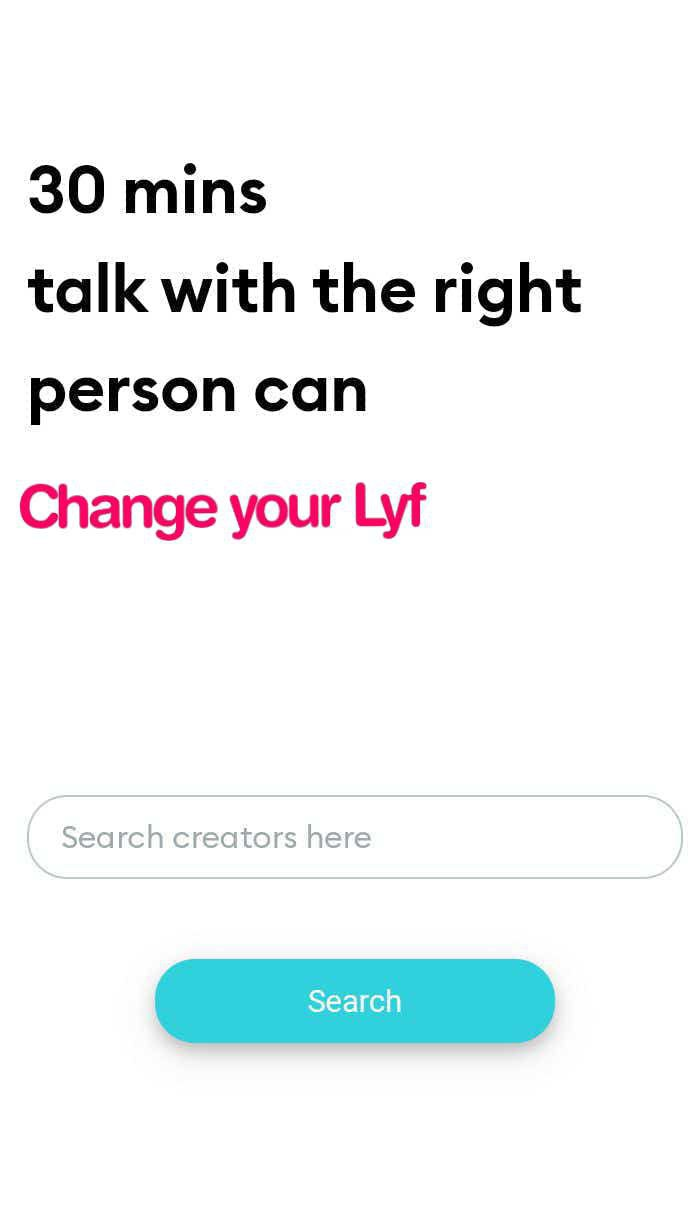 30 mins
talk with the right
person can
Change your Lyf
Search creators here
Search